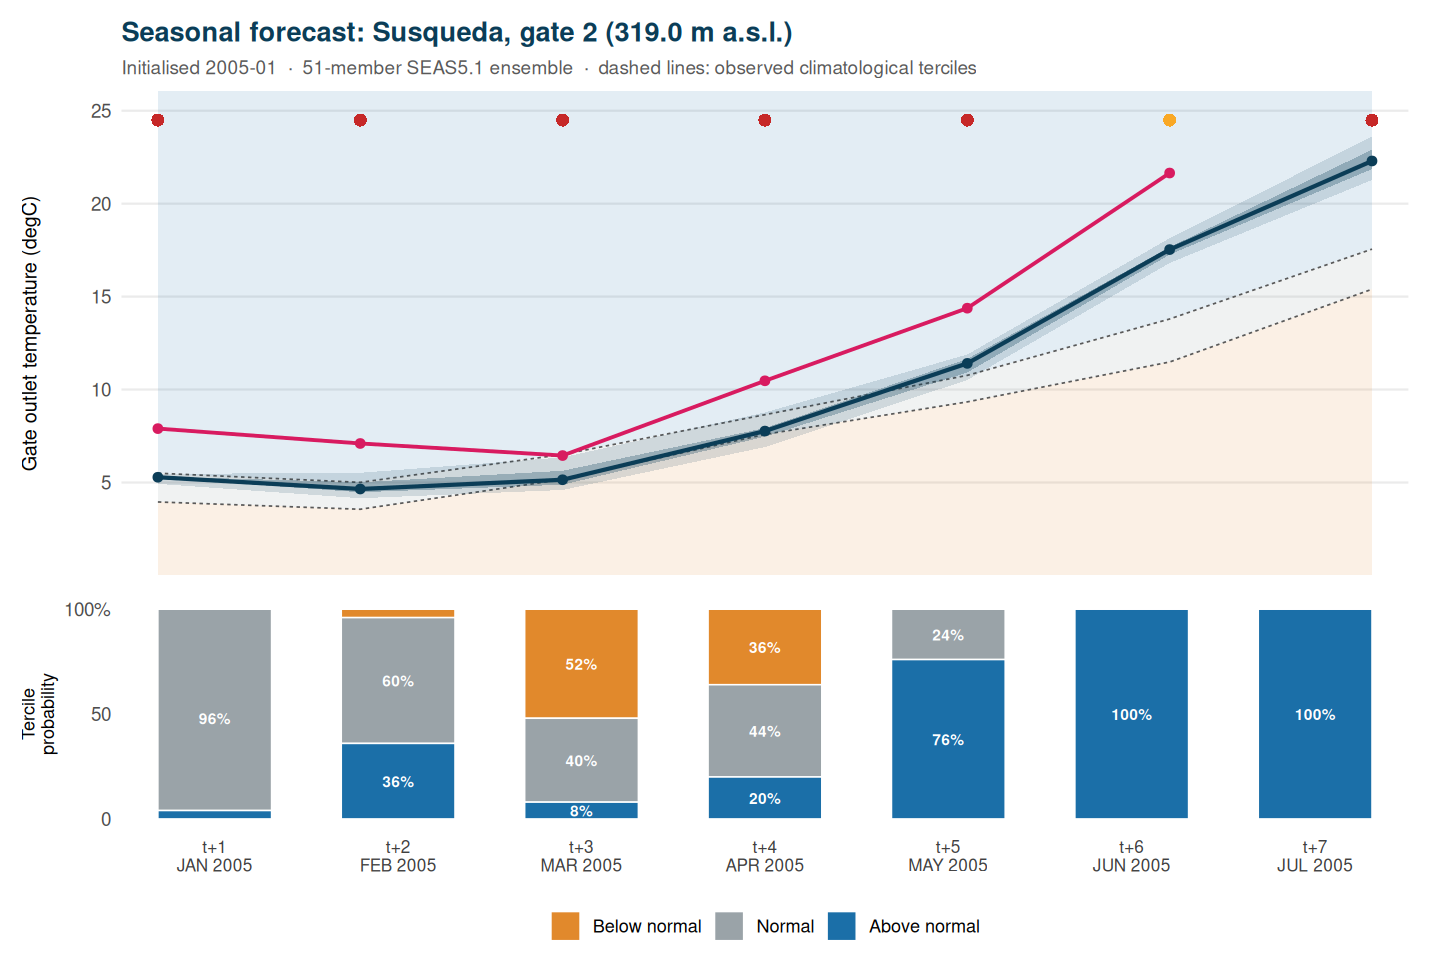 Seasonal forecast: Susqueda, gate 2 (319.0 m a.s.l.)
Initialised 2005-01 · 51-member SEAS5.1 ensemble · dashed lines: observed climatological terciles
Gate outlet temperature (degC)
25
20
15
10
5
Tercile
probability
100%
50
0
96%
60%
36%
52%
40%
8%
36%
44%
20%
24%
76%
100%
100%
t+1
JAN 2005
t+2
FEB 2005
t+3
MAR 2005
t+4
APR 2005
t+5
MAY 2005
t+6
JUN 2005
t+7
JUL 2005
Below normal
Normal
Above normal